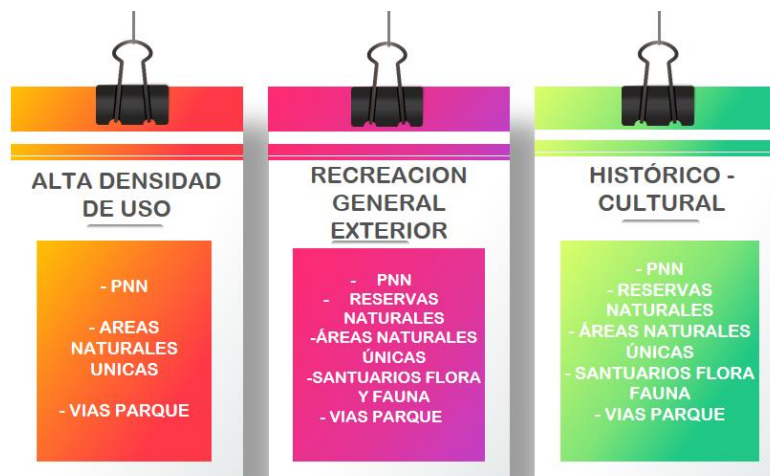 ALTA DENSIDAD
DE USO
- PNN
- AREAS
NATURALES
UNICAS
- VIAS PARQUE
RECREACION
GENERAL
EXTERIOR
- PNN
- RESERVAS
NATURALES
-ÁREAS NATURALES
ÚNICAS
-SANTUARIOS FLORA
Y FAUNA
- VIAS PARQUE
HISTÓRICO -
CULTURAL
- PNN
- RESERVAS
NATURALES
- ÁREAS NATURALES
ÚNICAS
- SANTUARIOS FLORA
FAUNA
- VIAS PARQUE